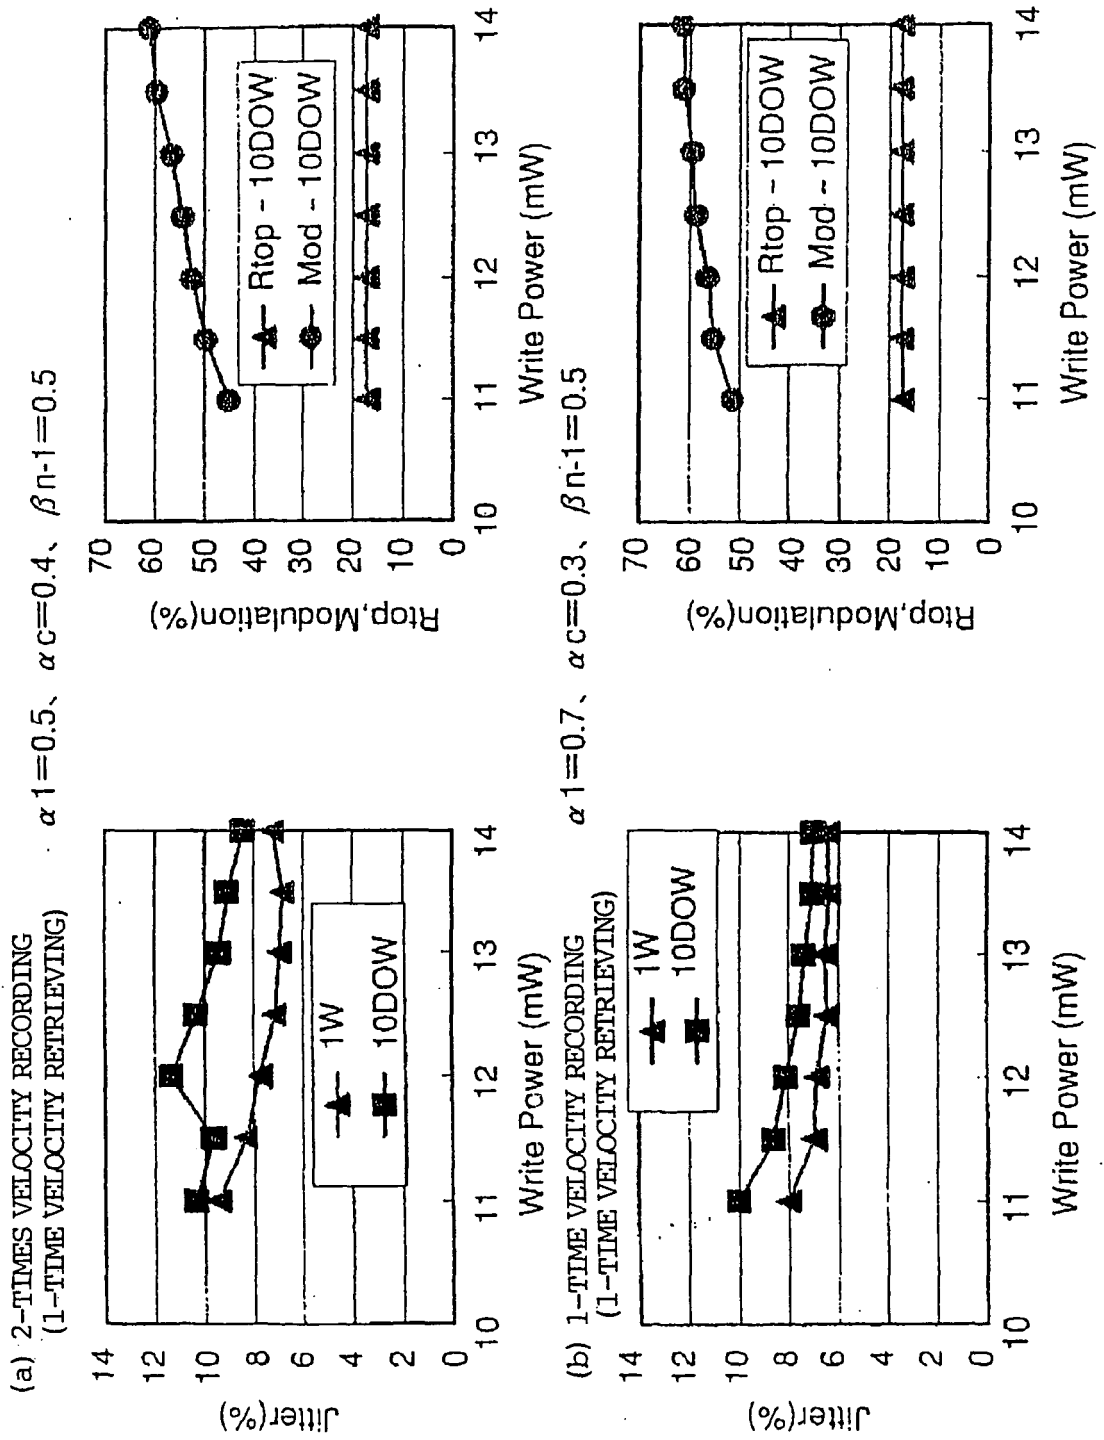 (a) 2-TIMES VELOCITY RECORDING
(1-TIME VELOCITY RETRIEVING)
α1=0.5、αc=0.4、βn-1=0.5
Jitter(%)
14
12
10
8
6
4
2
0
1W
10DOW
10
11
12
13
14
Write Power (mW)
Rtop,Modulation(%)
70
60
50
40
30
20
10
0
Rtop - 10DOW
Mod - 10DOW
10
11
12
13
14
Write Power (mW)
(b) 1-TIME VELOCITY RECORDING
(1-TIME VELOCITY RETRIEVING)
α1=0.7、αc=0.3、βn-1=0.5
Jitter(%)
14
12
10
8
6
4
2
0
1W
10DOW
10
11
12
13
14
Write Power (mW)
Rtop,Modulation(%)
70
60
50
40
30
20
10
0
Rtop - 10DOW
Mod - 10DOW
10
11
12
13
14
Write Power (mW)